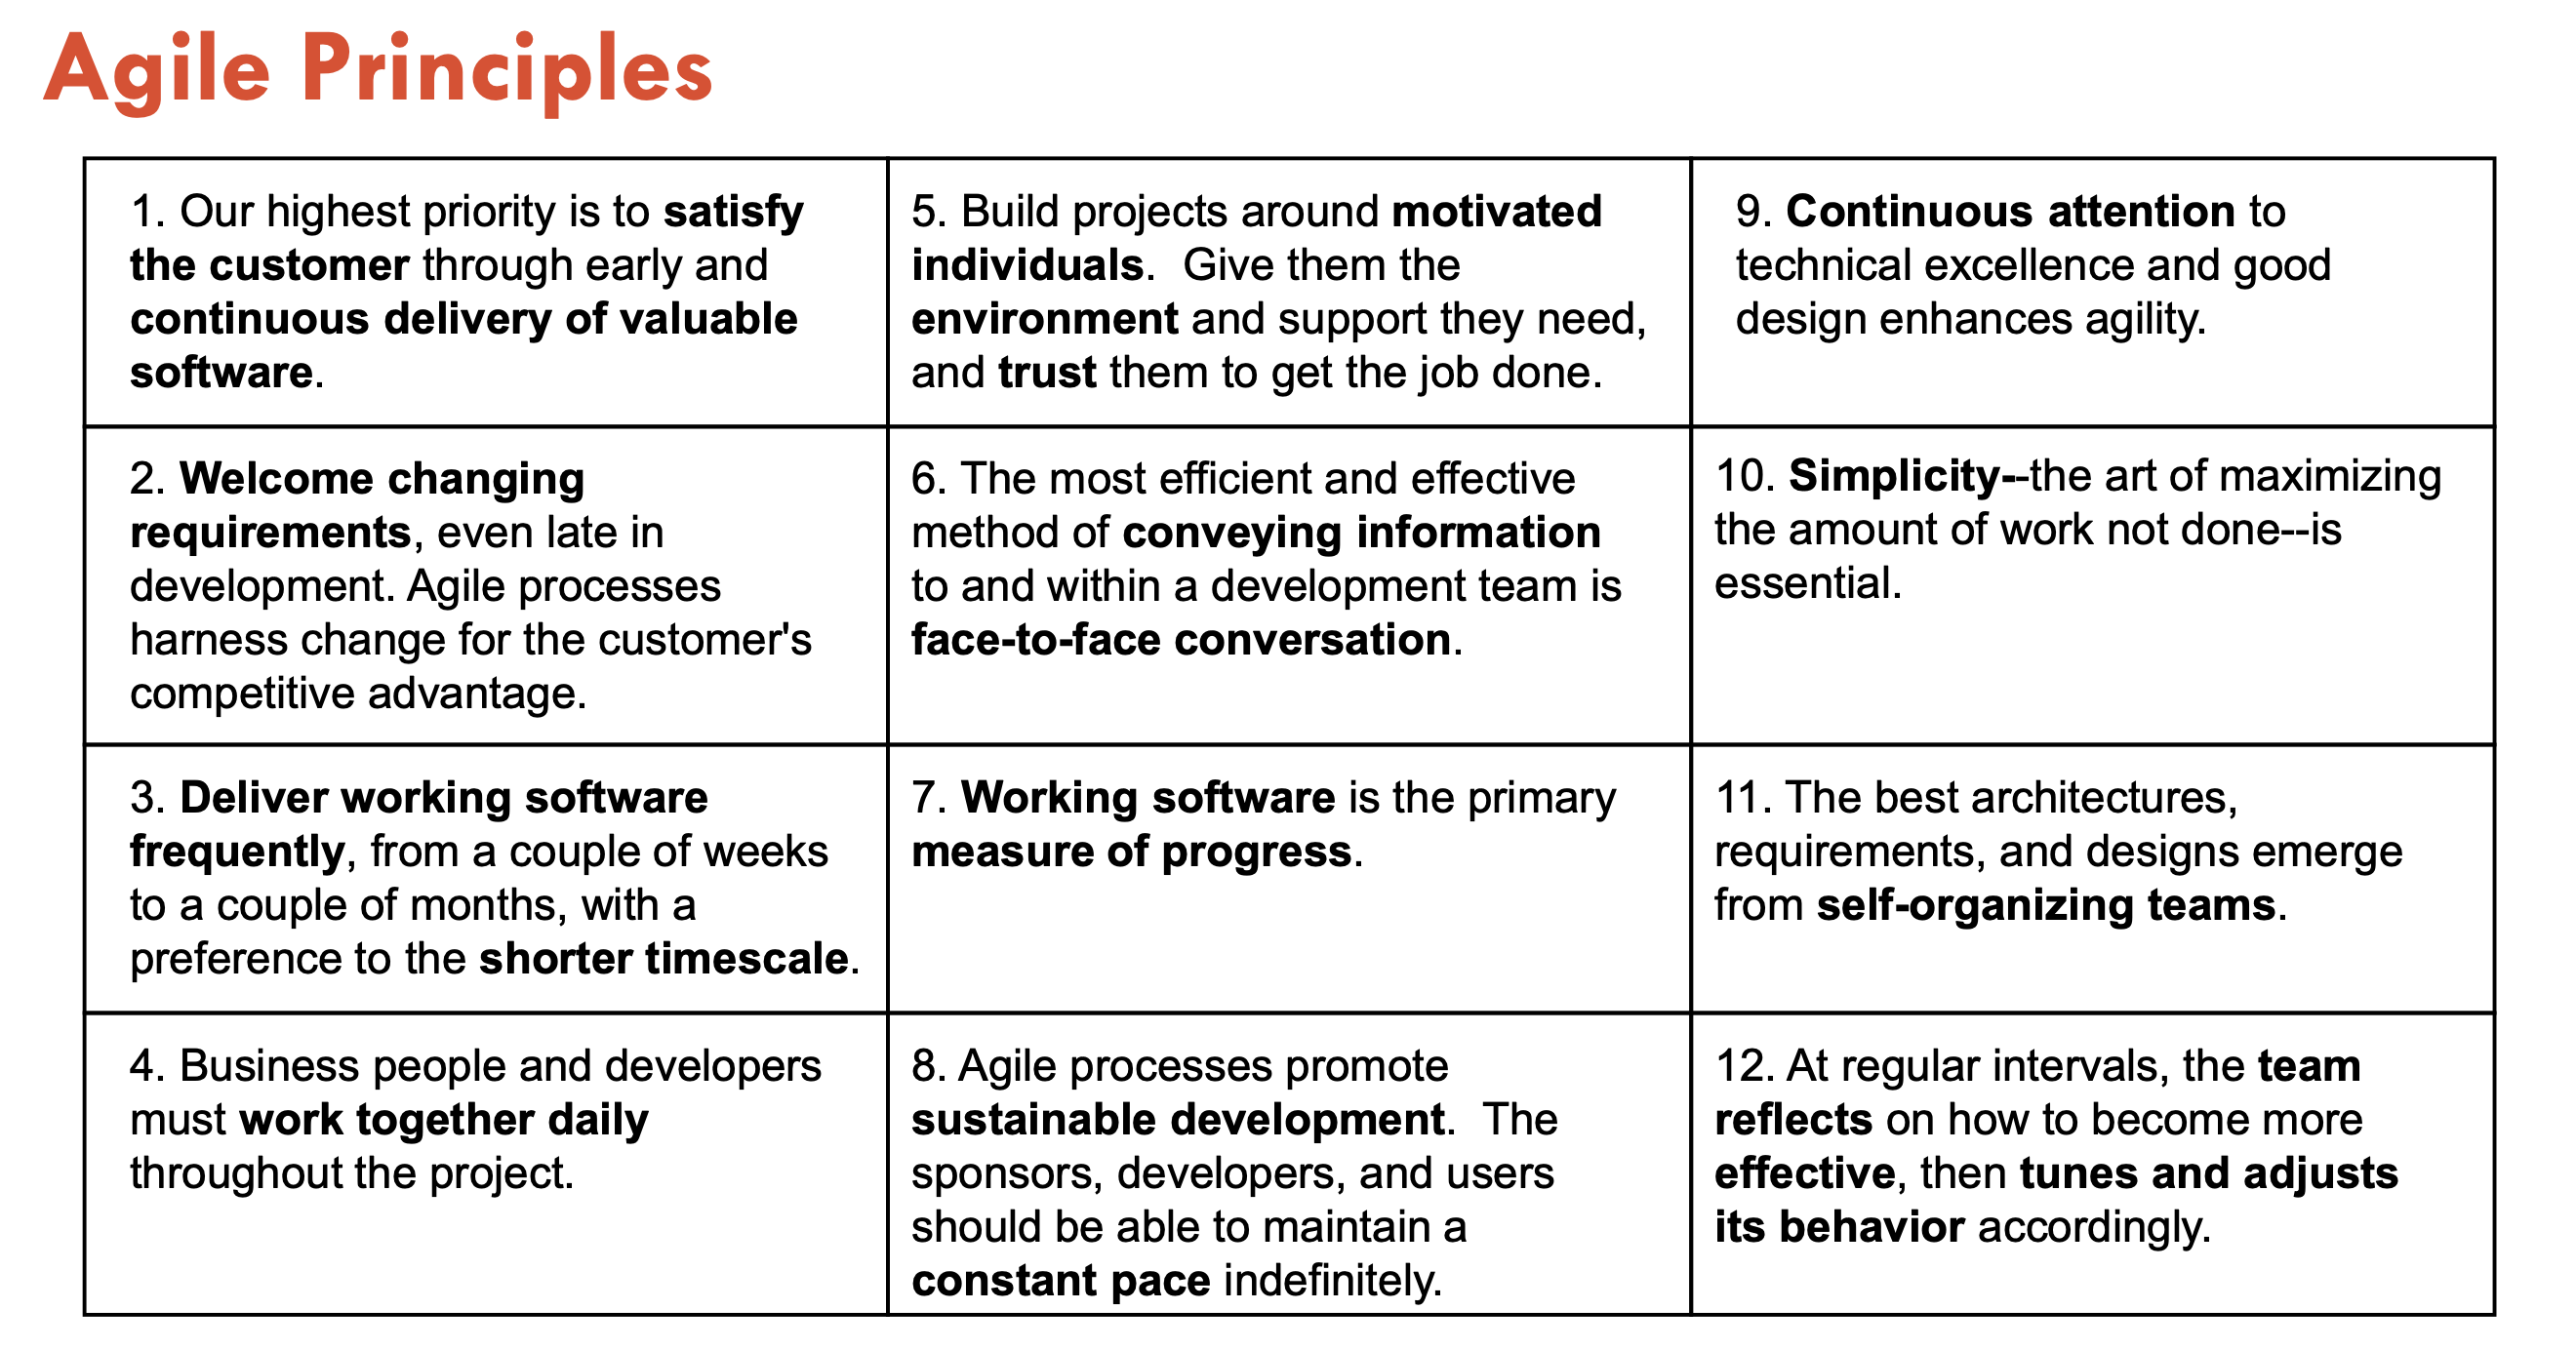 Agile Principles
1. Our highest priority is to satisfy
the customer through early and
continuous delivery of valuable
software.
2. Welcome changing
requirements, even late in
development. Agile processes
harness change for the customer's
competitive advantage.
3. Deliver working software
frequently, from a couple of weeks
to a couple of months, with a
preference to the shorter timescale.
4. Business people and developers
must work together daily
throughout the project.
5. Build projects around motivated
individuals.  Give them the
environment and support they need,
and trust them to get the job done.
6. The most efficient and effective
method of conveying information
to and within a development team is
face-to-face conversation.
7. Working software is the primary
measure of progress.
8. Agile processes promote
sustainable development.  The
sponsors, developers, and users
should be able to maintain a
constant pace indefinitely.
9. Continuous attention to
technical excellence and good
design enhances agility.
10. Simplicity--the art of maximizing
the amount of work not done--is
essential.
11. The best architectures,
requirements, and designs emerge
from self-organizing teams.
12. At regular intervals, the team
reflects on how to become more
effective, then tunes and adjusts
its behavior accordingly.